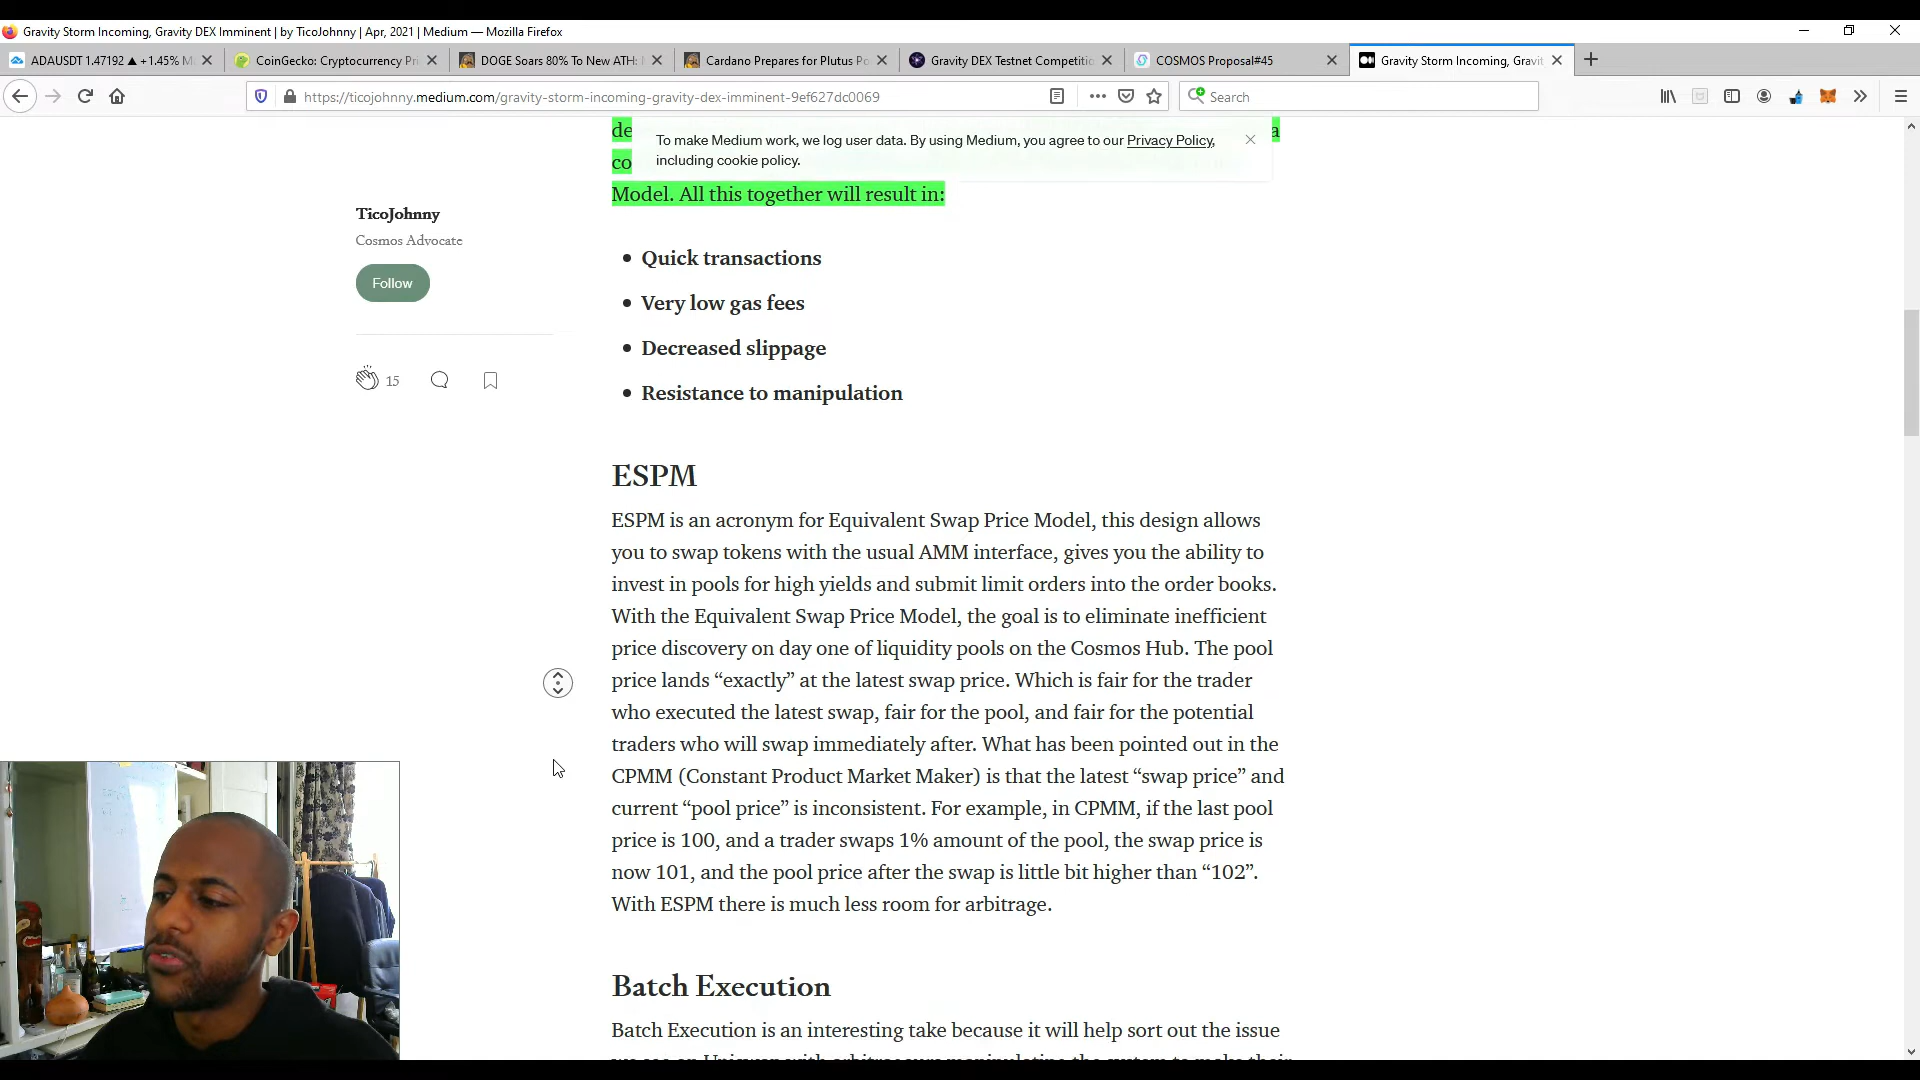 Gravity Storm Incoming, Gravity DEX Imminent | by TicoJohnny | Apr, 2021 | Medium — Mozilla Firefox
ADAUSDT 1.47192 ▲ +1.45%
CoinGecko: Cryptocurrency
DOGE Soars 80% To New ATH:
Cardano Prepares for Plutus
Gravity DEX Testnet
COSMOS Proposal#45
Gravity Storm Incoming,
https://ticojohnny.medium.com/gravity-storm-incoming-gravity-dex-imminent-9ef627dc0069
Search
de
a
To make Medium work, we log user data. By using Medium, you agree to our Privacy Policy,
co
including cookie policy.
Model. All this together will result in:
TicoJohnny
Cosmos Advocate
Follow
15
• Quick transactions
• Very low gas fees
• Decreased slippage
• Resistance to manipulation
ESPM
ESPM is an acronym for Equivalent Swap Price Model, this design allows
you to swap tokens with the usual AMM interface, gives you the ability to
invest in pools for high yields and submit limit orders into the order books.
With the Equivalent Swap Price Model, the goal is to eliminate inefficient
price discovery on day one of liquidity pools on the Cosmos Hub. The pool
price lands “exactly” at the latest swap price. Which is fair for the trader
who executed the latest swap, fair for the pool, and fair for the potential
traders who will swap immediately after. What has been pointed out in the
CPMM (Constant Product Market Maker) is that the latest “swap price” and
current “pool price” is inconsistent. For example, in CPMM, if the last pool
price is 100, and a trader swaps 1% amount of the pool, the swap price is
now 101, and the pool price after the swap is little bit higher than “102”.
With ESPM there is much less room for arbitrage.
Batch Execution
Batch Execution is an interesting take because it will help sort out the issue